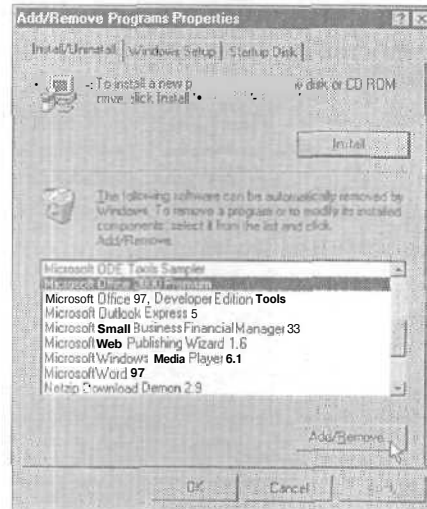 Add/Remove Programs Properties
Install/Uninstall | Windows Setup | Startup Disk
To install a new p disk or CD ROM
click Install
Install
The following software can be automatically removed by
Windows. To remove a program or to modify its installed
components, select it from the list and click
Add/Remove.
Microsoft ODE Tools Sampler
Microsoft Office 2000 Premium
Microsoft Office 97, Developer Edition Tools
Microsoft Outlook Express 5
Microsoft Small Business Financial Manager 33
Microsoft Web Publishing Wizard 1.6
Microsoft Windows Media Player 6.1
Microsoft Word 97
Netzip Download Demon 2.9
Add/Remove
OK
Cancel